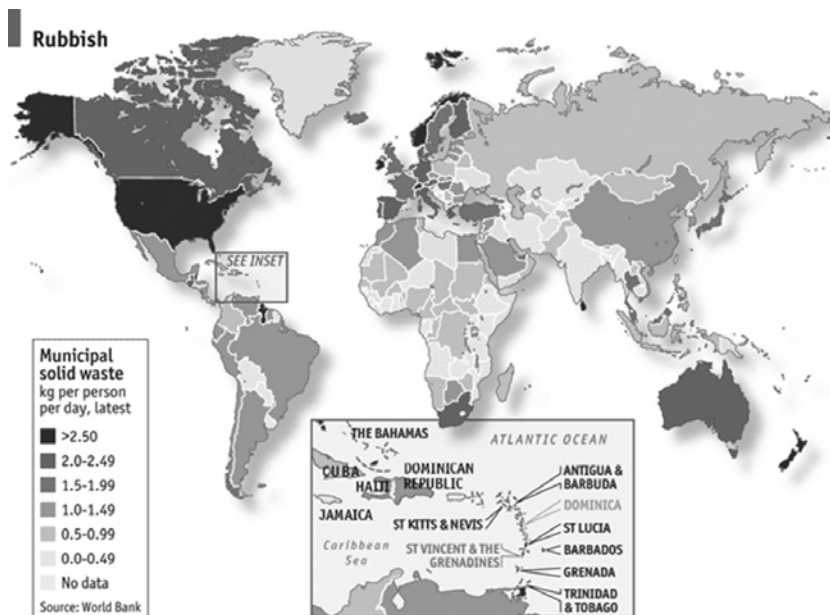 Rubbish
SEE INSET
Municipal
solid waste
kg per person
per day, latest
>2.50
2.0-2.49
1.5-1.99
1.0-1.49
0.5-0.99
0.0-0.49
No data
Source: World Bank
THE BAHAMAS
ATLANTIC OCEAN
CUBA
HAITI
DOMINICAN
REPUBLIC
JAMAICA
ANTIGUA &
BARBUDA
DOMINICA
ST KITTS & NEVIS
ST LUCIA
Caribbean
Sea
ST VINCENT & THE
GRENADINES
BARBADOS
GRENADA
TRINIDAD
& TOBAGO